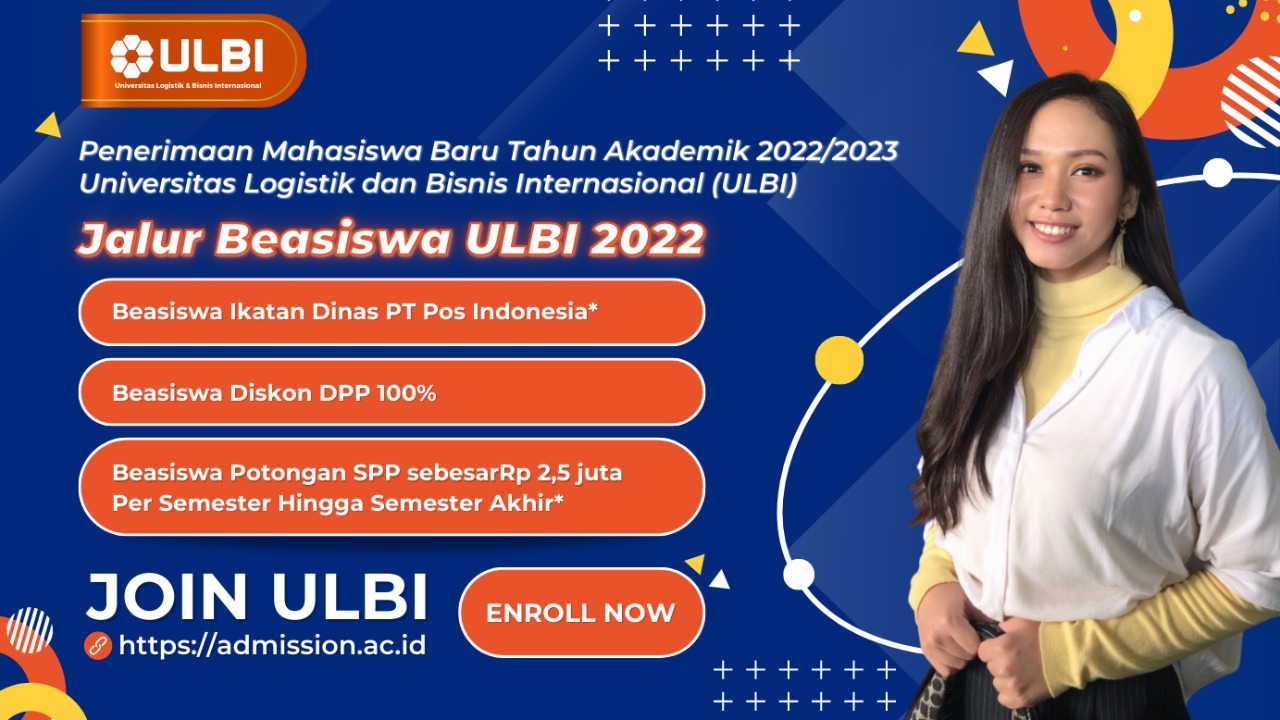 ULBI
Universitas Logistik & Bisnis Internasional
Penerimaan Mahasiswa Baru Tahun Akademik 2022/2023
Universitas Logistik dan Bisnis Internasional (ULBI)
Jalur Beasiswa ULBI 2022
Beasiswa Ikatan Dinas PT Pos Indonesia*
Beasiswa Diskon DPP 100%
Beasiswa Potongan SPP sebesarRp 2,5 juta
Per Semester Hingga Semester Akhir*
JOIN ULBI
https://admission.ac.id
ENROLL NOW